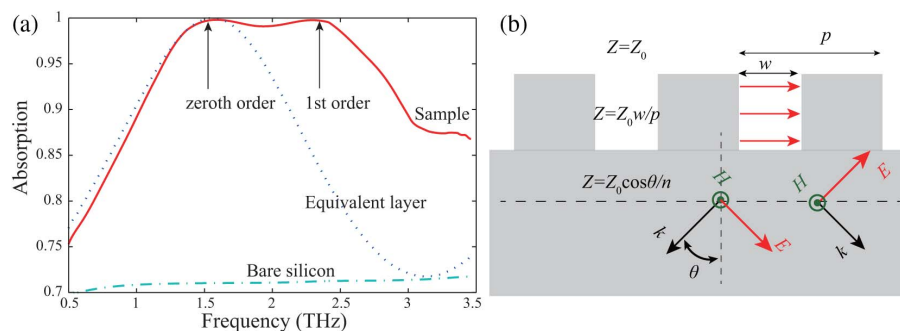 (a)
1
0.95
0.9
0.85
0.8
0.75
0.7
Absorption
zeroth order
1st order
Sample
Equivalent layer
Bare silicon
0.5
1
1.5
2
2.5
3
3.5
Frequency (THz)
(b)
Z=Z₀
p
w
Z=Z₀w/p
Z=Z₀cosθ/n
H
H
E
E
k
k
θ